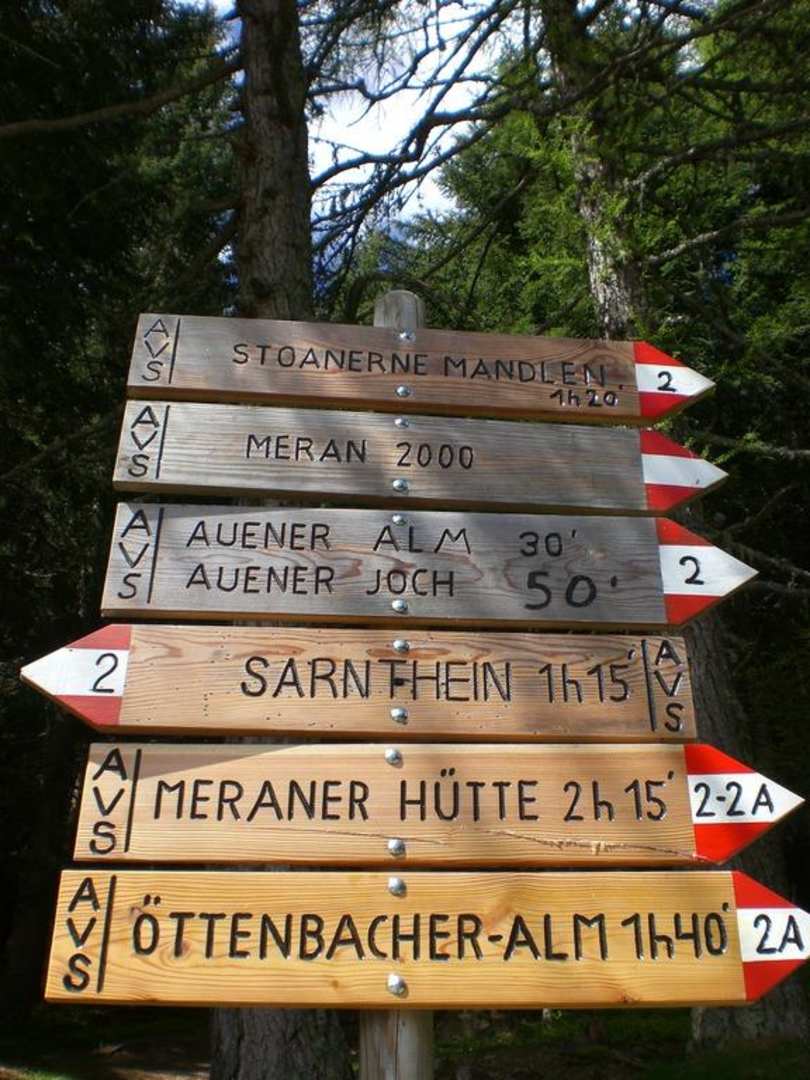 AVS STOANERNE MANDLEN 2
1h20'
AVS MERAN 2000
AVS AUENER ALM 30' 2
AUENER JOCH 50'
2 SARNTHEIN 1h15' AVS
AVS MERANER HÜTTE 2h15' 2-2A
AVS ÖTTENBACHER-ALM 1h40' 2A